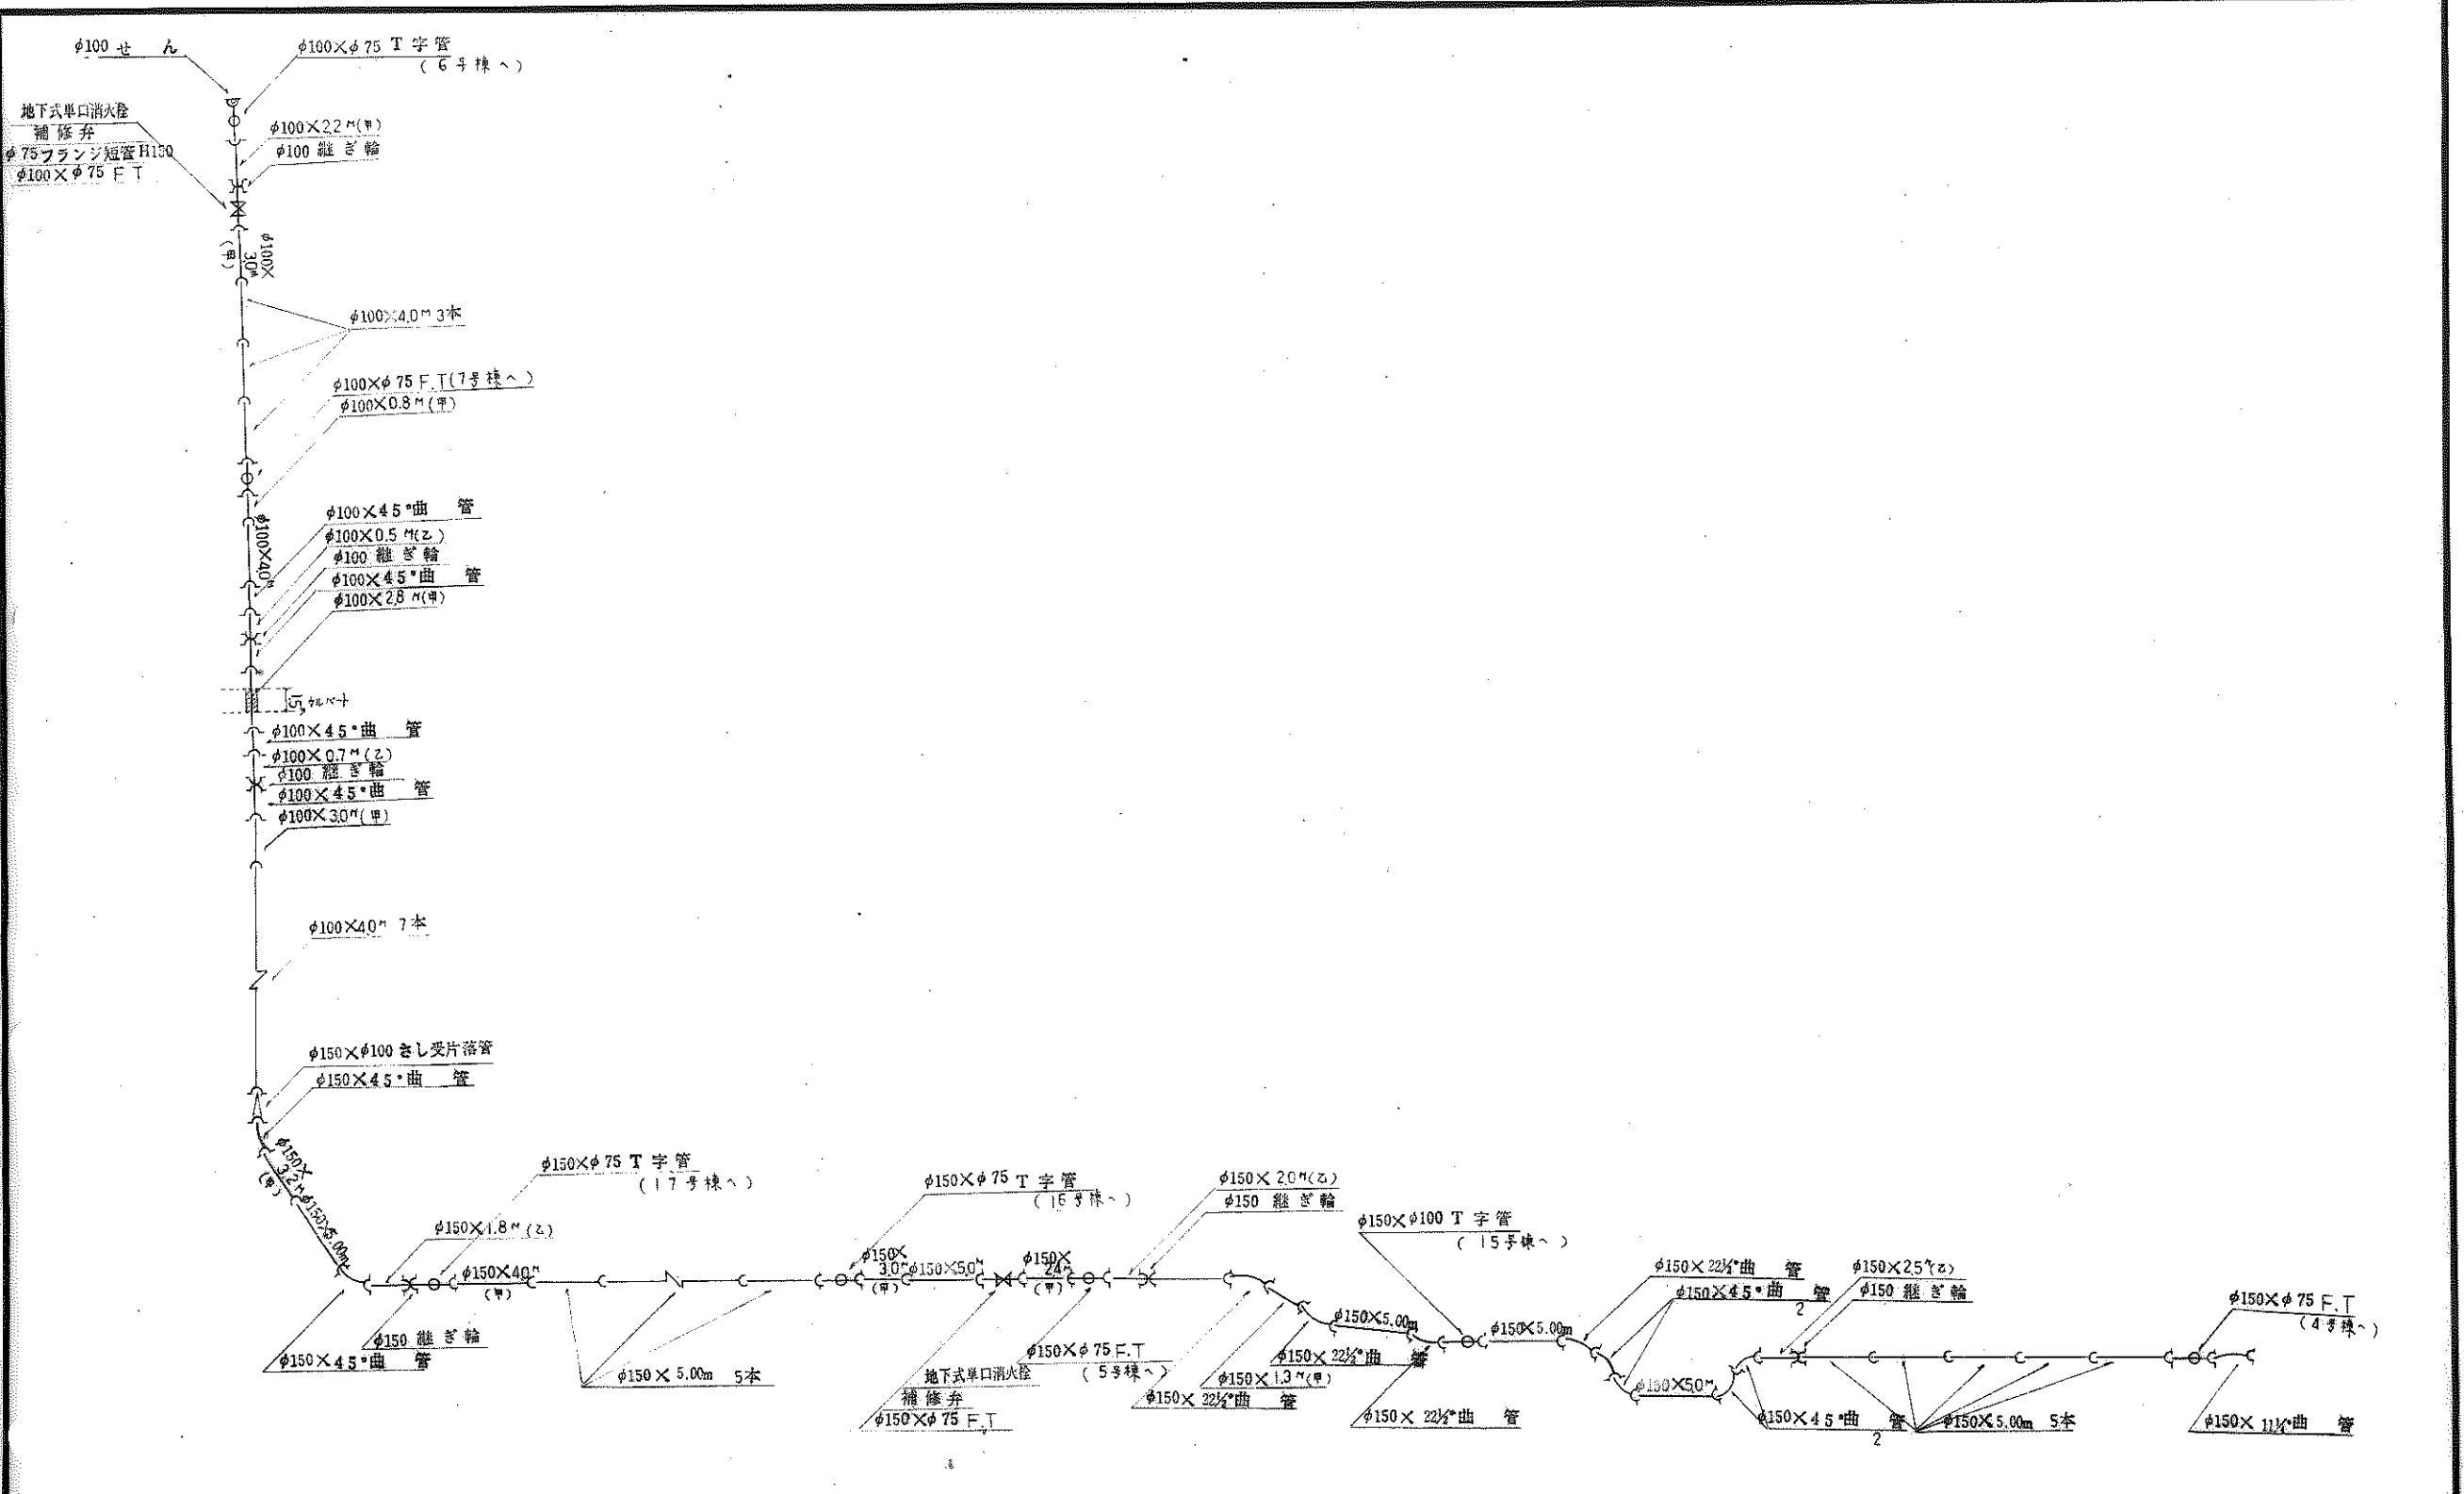 φ100 せ ん
φ100×φ75 T 字 管
(6号棟へ)
地下式単口消火栓
補 修 弁
φ75フランジ短管H150
φ100×φ75 F T
φ100×2.2M(甲)
φ100 継 ぎ 輪
φ100×
3.0M
(甲)
φ100×4.0M 3本
φ100×φ75 F.T(7号棟へ)
φ100×0.8M(甲)
φ100×4.0M
φ100×45°曲 管
φ100×0.5M(乙)
φ100 継 ぎ 輪
φ100×45°曲 管
φ100×2.8M(甲)
1.5 カルバート
φ100×45°曲 管
φ100×0.7M(乙)
φ100 継 ぎ 輪
φ100×45°曲 管
φ100×3.0M(甲)
φ100×4.0M 7本
φ150×φ100 さし受片落管
φ150×45°曲 管
φ150×
3.2M
(甲)
φ150×5.00m
φ150×φ75 T 字 管
(17号棟へ)
φ150×1.8M(乙)
φ150×4.0M
(甲)
φ150 継 ぎ 輪
φ150×45°曲 管
φ150×5.00m 5本
φ150×φ75 T 字 管
(16号棟へ)
φ150×
3.0M
(甲)
φ150×5.0M
φ150×
2.4M
(甲)
φ150×2.0M(乙)
φ150 継 ぎ 輪
φ150×φ75 F.T
(5号棟へ)
地下式単口消火栓
補 修 弁
φ150×φ75 F.T
φ150×5.00m
φ150×22½°曲 管
φ150×1.3M(甲)
φ150×22½°曲 管
φ150×φ100 T 字 管
(15号棟へ)
φ150×5.00m
φ150×22½°曲 管
φ150×22½°曲 管
φ150×45°曲 管
2
φ150×2.5M(乙)
φ150 継 ぎ 輪
φ150×5.0M
φ150×45°曲 管
2
φ150×5.00m 5本
φ150×φ75 F.T
(4号棟へ)
φ150×11¼°曲 管